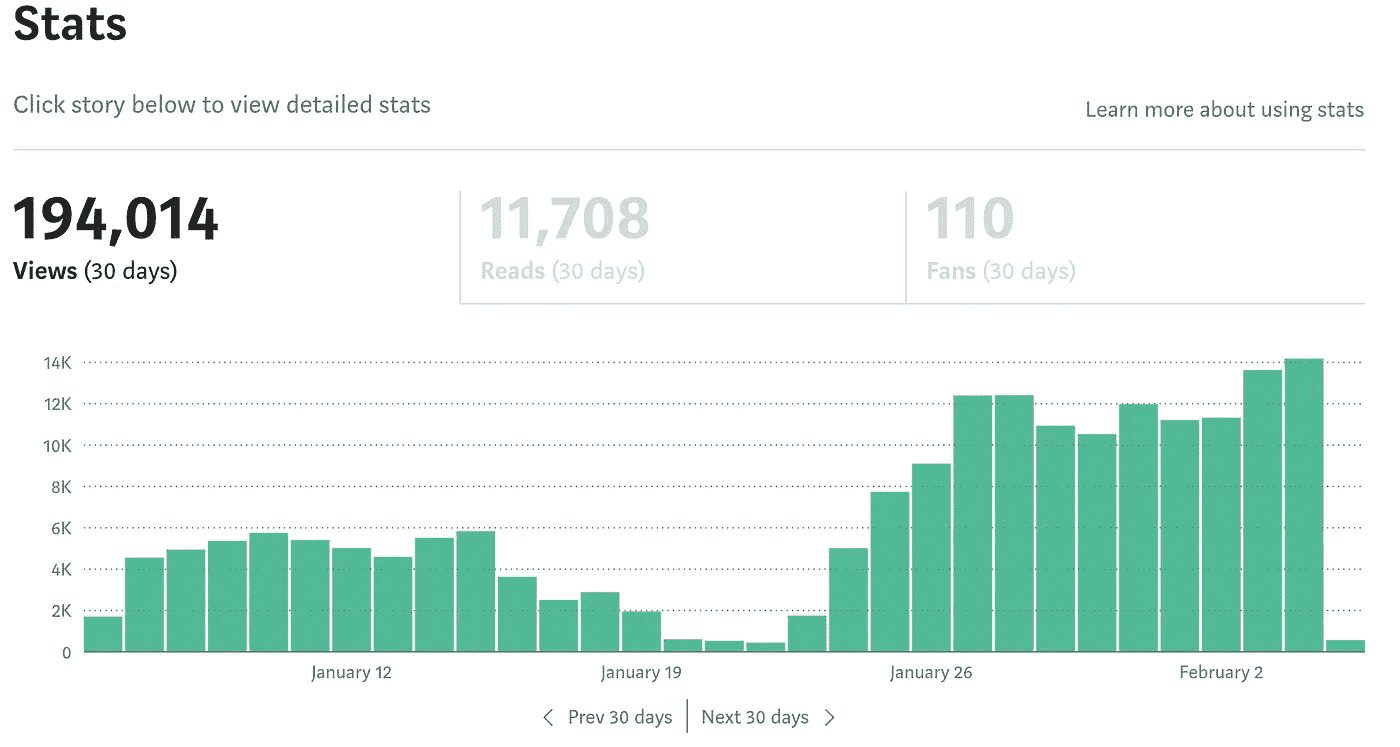 Stats
Click story below to view detailed stats
Learn more about using stats
194,014
Views (30 days)
11,708
Reads (30 days)
110
Fans (30 days)
14K
12K
10K
8K
6K
4K
2K
0
January 12
January 19
January 26
February 2
Prev 30 days
Next 30 days